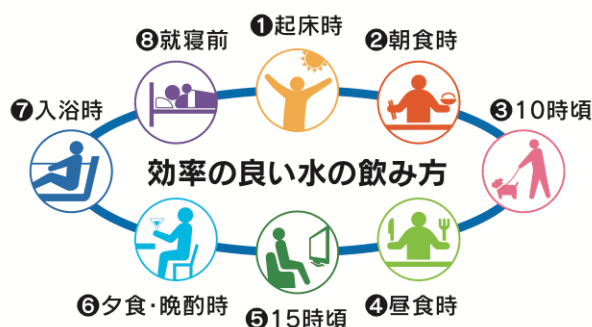 効率の良い水の飲み方
❶起床時
❷朝食時
❸10時頃
❹昼食時
❺15時頃
❻夕食・晩酌時
❼入浴時
❽就寝前